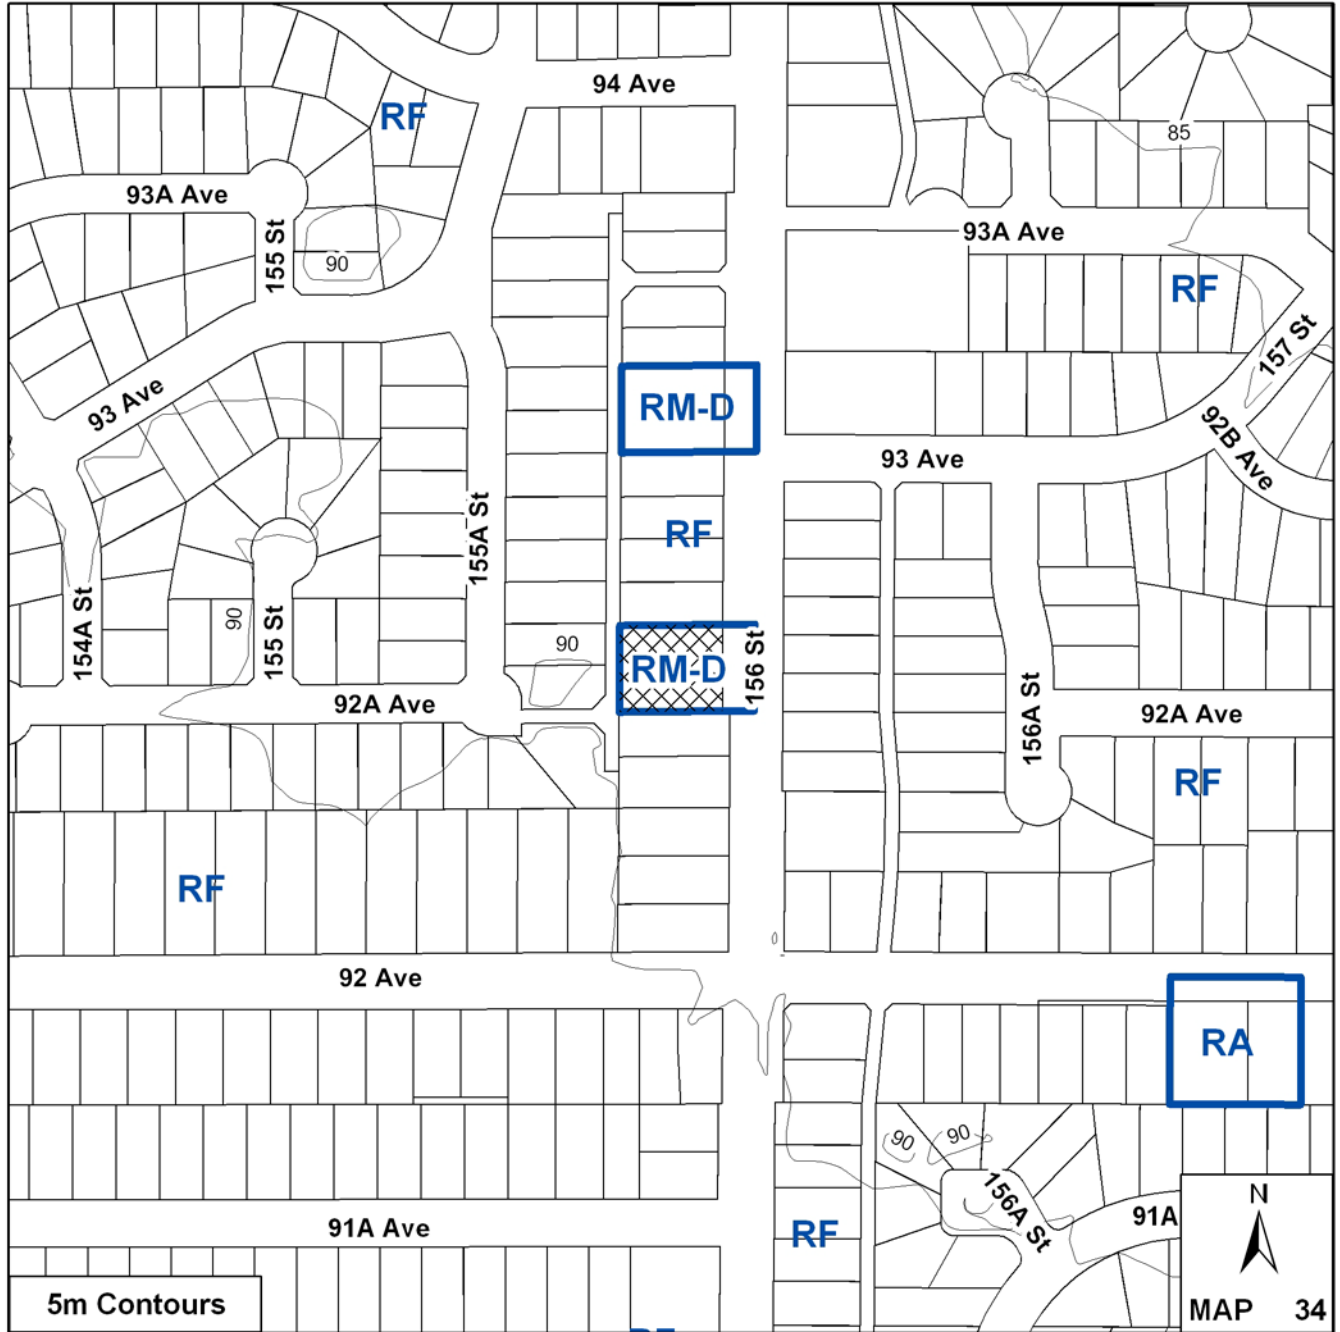 94 Ave
RF
85
93A Ave
155 St
90
93A Ave
RF
157 St
93 Ave
RM-D
92B Ave
93 Ave
RF
155A St
154A St
90
155 St
90
RM-D
156 St
92A Ave
156A St
92A Ave
RF
RF
92 Ave
RA
90
90
156A St
91A
91A Ave
RF
N
5m Contours
MAP 34